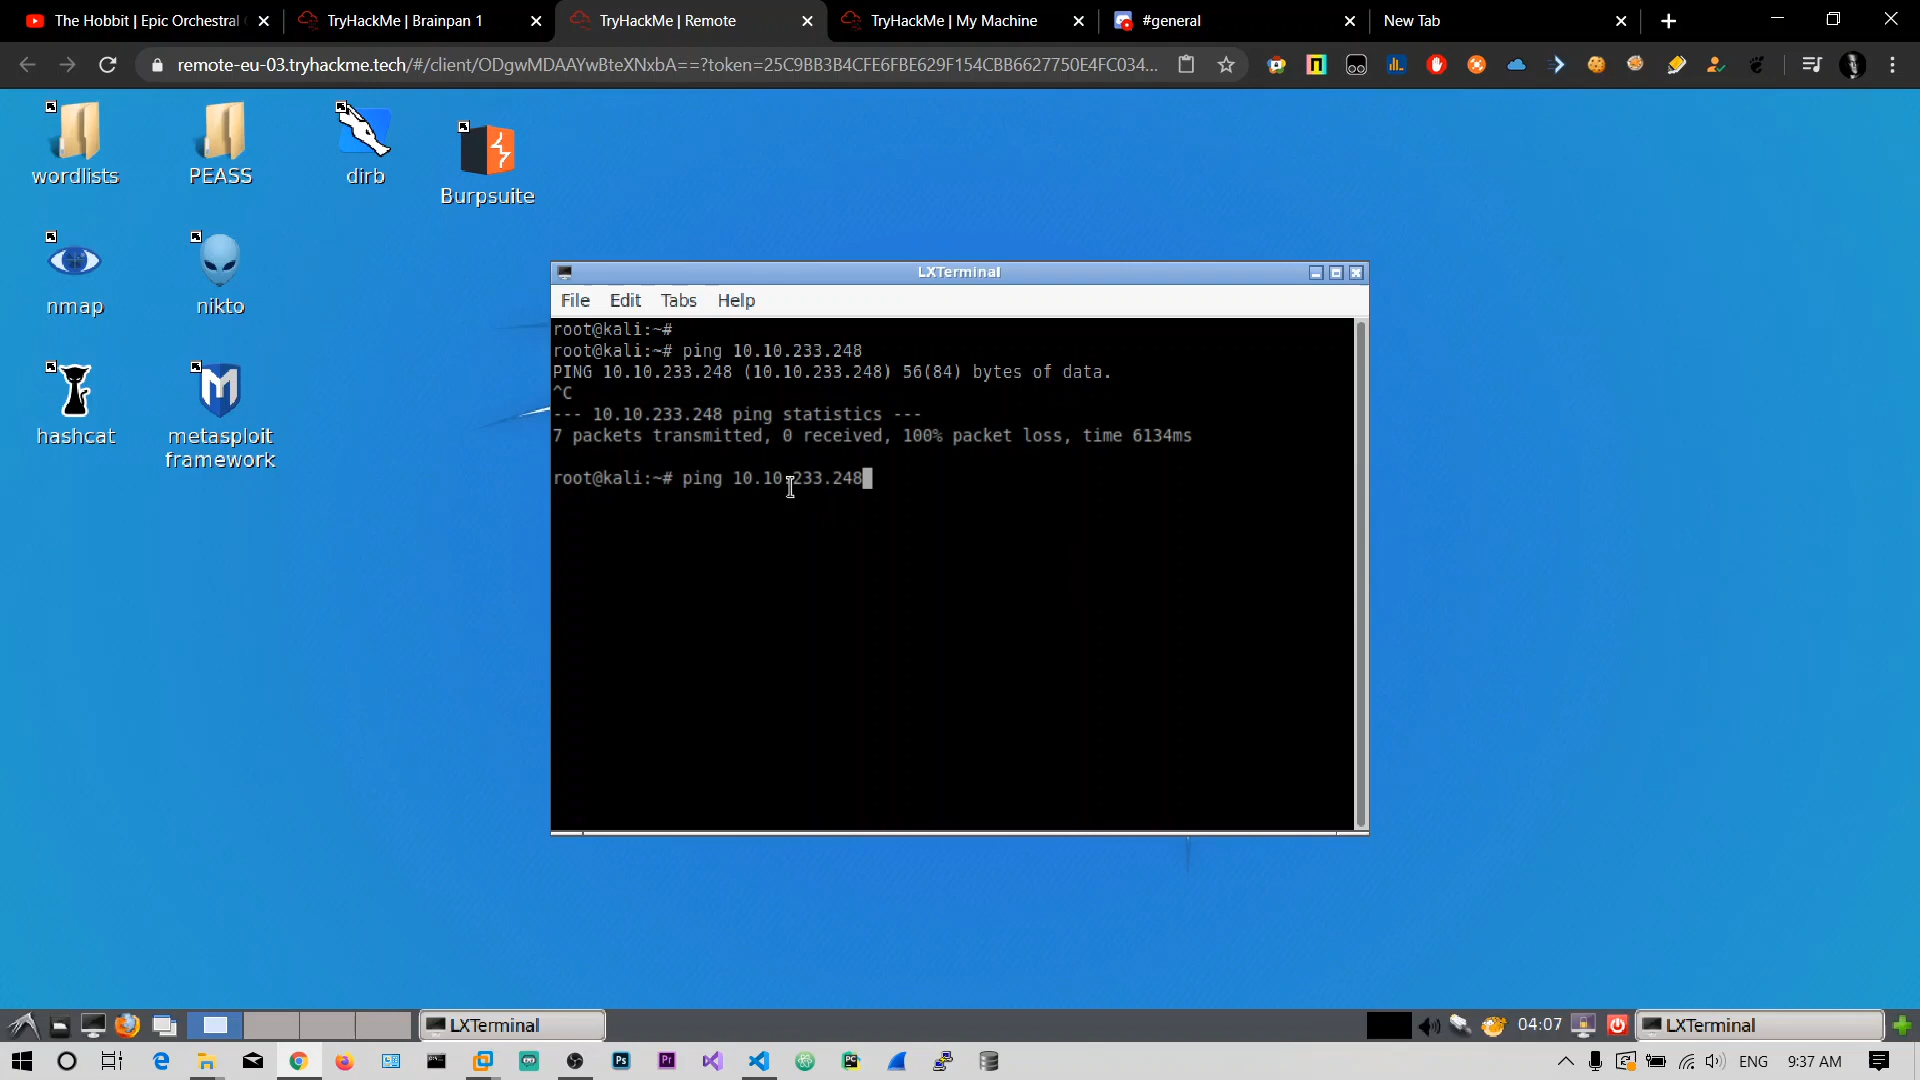 The Hobbit | Epic Orchestral
TryHackMe | Brainpan 1
TryHackMe | Remote
TryHackMe | My Machine
#general
New Tab
remote-eu-03.tryhackme.tech/#/client/ODgwMDAAYwBteXNxbA==?token=25C9BB3B4CFE6FBE629F154CBB6627750E4FC034...
wordlists
PEASS
dirb
Burpsuite
nmap
nikto
hashcat
metasploit
framework
LXTerminal
File Edit Tabs Help
root@kali:~#
root@kali:~# ping 10.10.233.248
PING 10.10.233.248 (10.10.233.248) 56(84) bytes of data.
^C
--- 10.10.233.248 ping statistics ---
7 packets transmitted, 0 received, 100% packet loss, time 6134ms
root@kali:~# ping 10.10.233.248
LXTerminal
04:07
LXTerminal
Ps
Pr
PC
ENG
9:37 AM